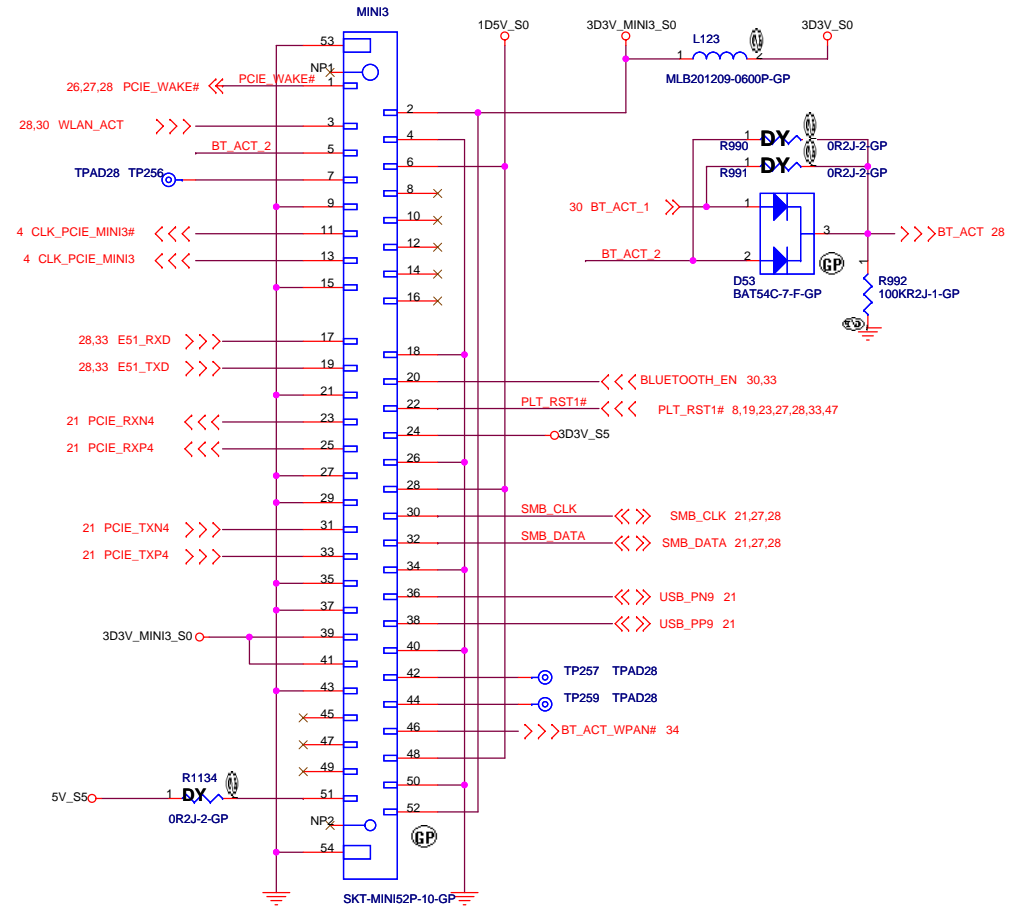 MINI3
1D5V_S0
3D3V_MINI3_S0
3D3V_S0
L123
1
2
MLB201209-0600P-GP
53
NP1
26,27,28 PCIE_WAKE#
PCIE_WAKE#
1
2
28,30 WLAN_ACT
3
4
BT_ACT_2
5
6
TPAD28 TP256
7
8
9
10
4 CLK_PCIE_MINI3#
11
12
4 CLK_PCIE_MINI3
13
14
15
16
28,33 E51_RXD
17
18
28,33 E51_TXD
19
20
BLUETOOTH_EN 30,33
21
22
PLT_RST1#
PLT_RST1# 8,19,23,27,28,33,47
21 PCIE_RXN4
23
24
3D3V_S5
21 PCIE_RXP4
25
26
27
28
29
30
SMB_CLK
SMB_CLK 21,27,28
21 PCIE_TXN4
31
32
SMB_DATA
SMB_DATA 21,27,28
21 PCIE_TXP4
33
34
35
36
USB_PN9 21
37
38
USB_PP9 21
3D3V_MINI3_S0
39
40
41
42
TP257 TPAD28
43
44
TP259 TPAD28
45
46
BT_ACT_WPAN# 34
47
48
49
50
5V_S5
1
R1134
DY
0R2J-2-GP
51
52
NP2
GP
54
SKT-MINI52P-10-GP
R990
1
DY
0R2J-2-GP
R991
1
DY
0R2J-2-GP
30 BT_ACT_1
1
BT_ACT_2
2
3
BT_ACT 28
D53
BAT54C-7-F-GP
GP
1
R992
100KR2J-1-GP